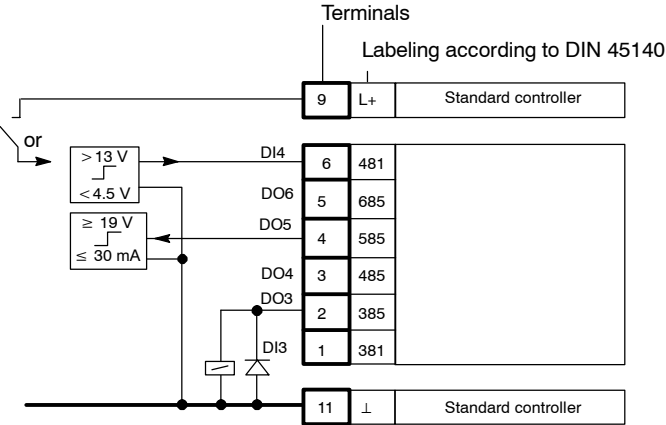 Terminals
Labeling according to DIN 45140
9 L+ Standard controller
or
> 13 V
< 4.5 V
DI4 6 481
DO6 5 685
≥ 19 V
≤ 30 mA
DO5 4 585
DO4 3 485
DO3 2 385
DI3 1 381
11 ⊥ Standard controller